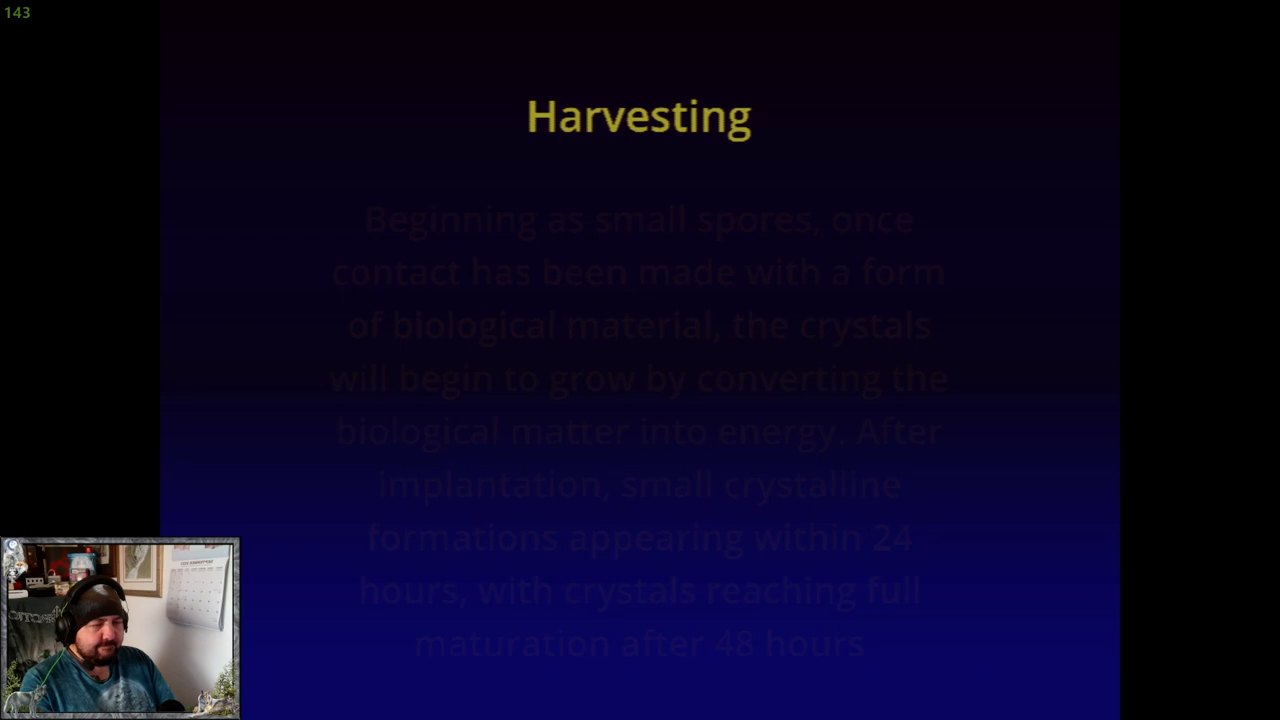 143
Harvesting
Beginning as small spores, once
contact has been made with a form
of biological material, the crystals
will begin to grow by converting the
biological matter into energy. After
implantation, small crystalline
formations appearing within 24
hours, with crystals reaching full
maturation after 48 hours